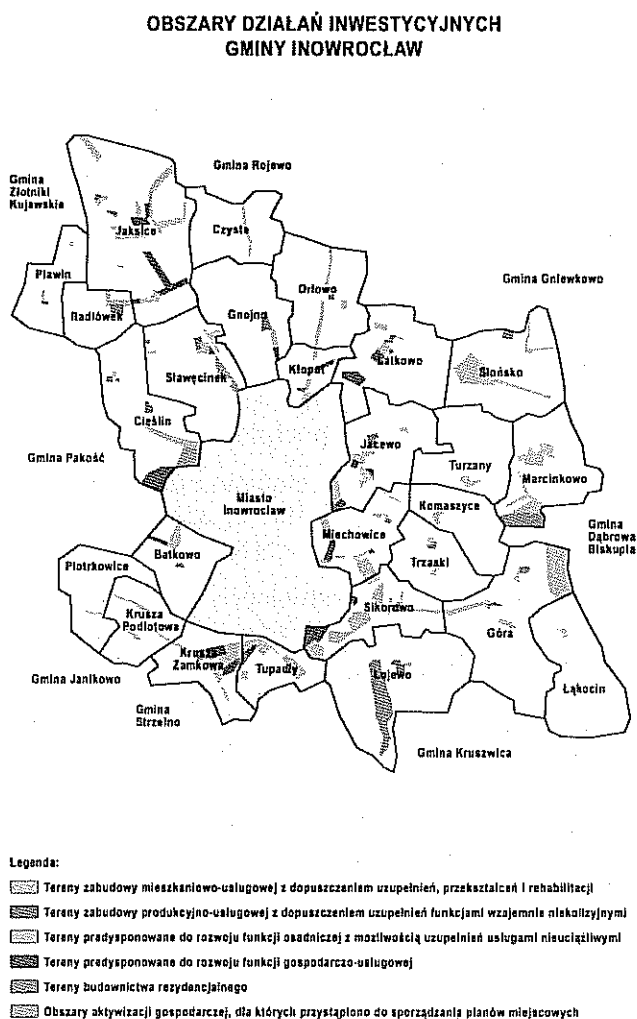 OBSZARY DZIAŁAŃ INWESTYCYJNYCH
GMINY INOWROCŁAW
Gmina Rojewo
Gmina
Złotniki
Kujawskie
Jaksice
Czyste
Pławin
Orłowo
Gmina Gniewkowo
Radłówek
Gnojno
Sławęcinek
Kłopot
Łalkowo
Słońsko
Cieślin
Gmina Pakość
Jacewo
Turzany
Marcinkowo
Miasto
Inowrocław
Komaszyce
Miechowice
Gmina
Dąbrowa
Biskupia
Batkowo
Trzaski
Piotrkowice
Krusza
Podlotowa
Sikorowo
Góra
Krusza
Zamkowa
Tupadły
Łojewo
Gmina Janikowo
Łąkocin
Gmina
Strzelno
Gmina Kruszwica
Legenda:
Tereny zabudowy mieszkaniowo-usługowej z dopuszczeniem uzupełnień, przekształceń i rehabilitacji
Tereny zabudowy produkcyjno-usługowej z dopuszczeniem uzupełnień funkcjami wzajemnie niekolizyjnymi
Tereny predysponowane do rozwoju funkcji osadniczej z możliwością uzupełnień usługami nieuciążliwymi
Tereny predysponowane do rozwoju funkcji gospodarczo-usługowej
Tereny budownictwa rezydencjalnego
Obszary aktywizacji gospodarczej, dla których przystąpiono do sporządzania planów miejscowych